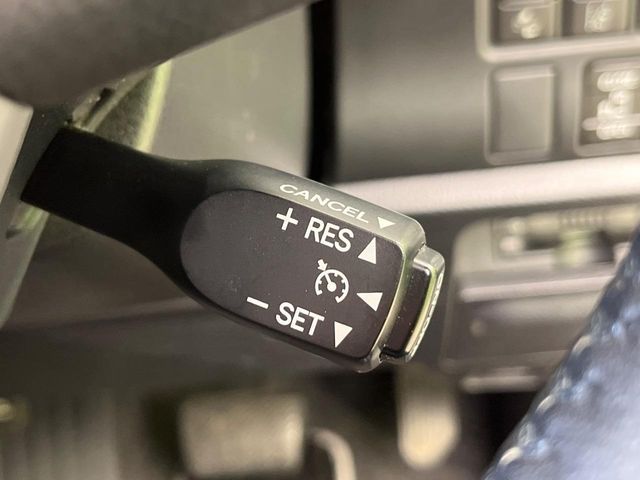 CANCEL ▼
+ RES ▲
◀
− SET ▼